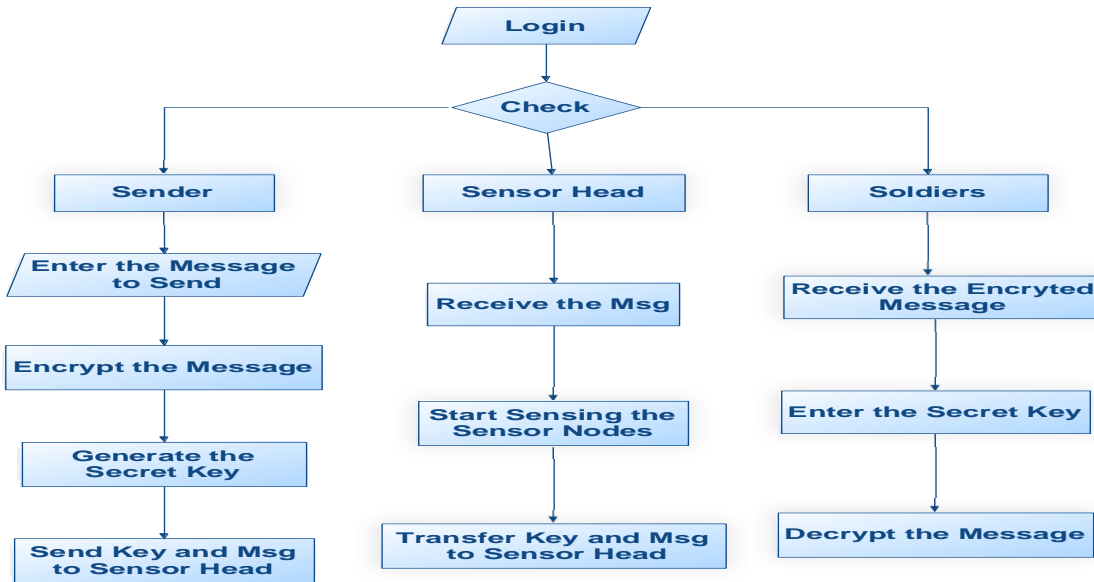 Login
Check
Sender
Enter the Message
to Send
Encrypt the Message
Generate the
Secret Key
Send Key and Msg
to Sensor Head
Sensor Head
Receive the Msg
Start Sensing the
Sensor Nodes
Transfer Key and Msg
to Sensor Head
Soldiers
Receive the Encryted
Message
Enter the Secret Key
Decrypt the Message